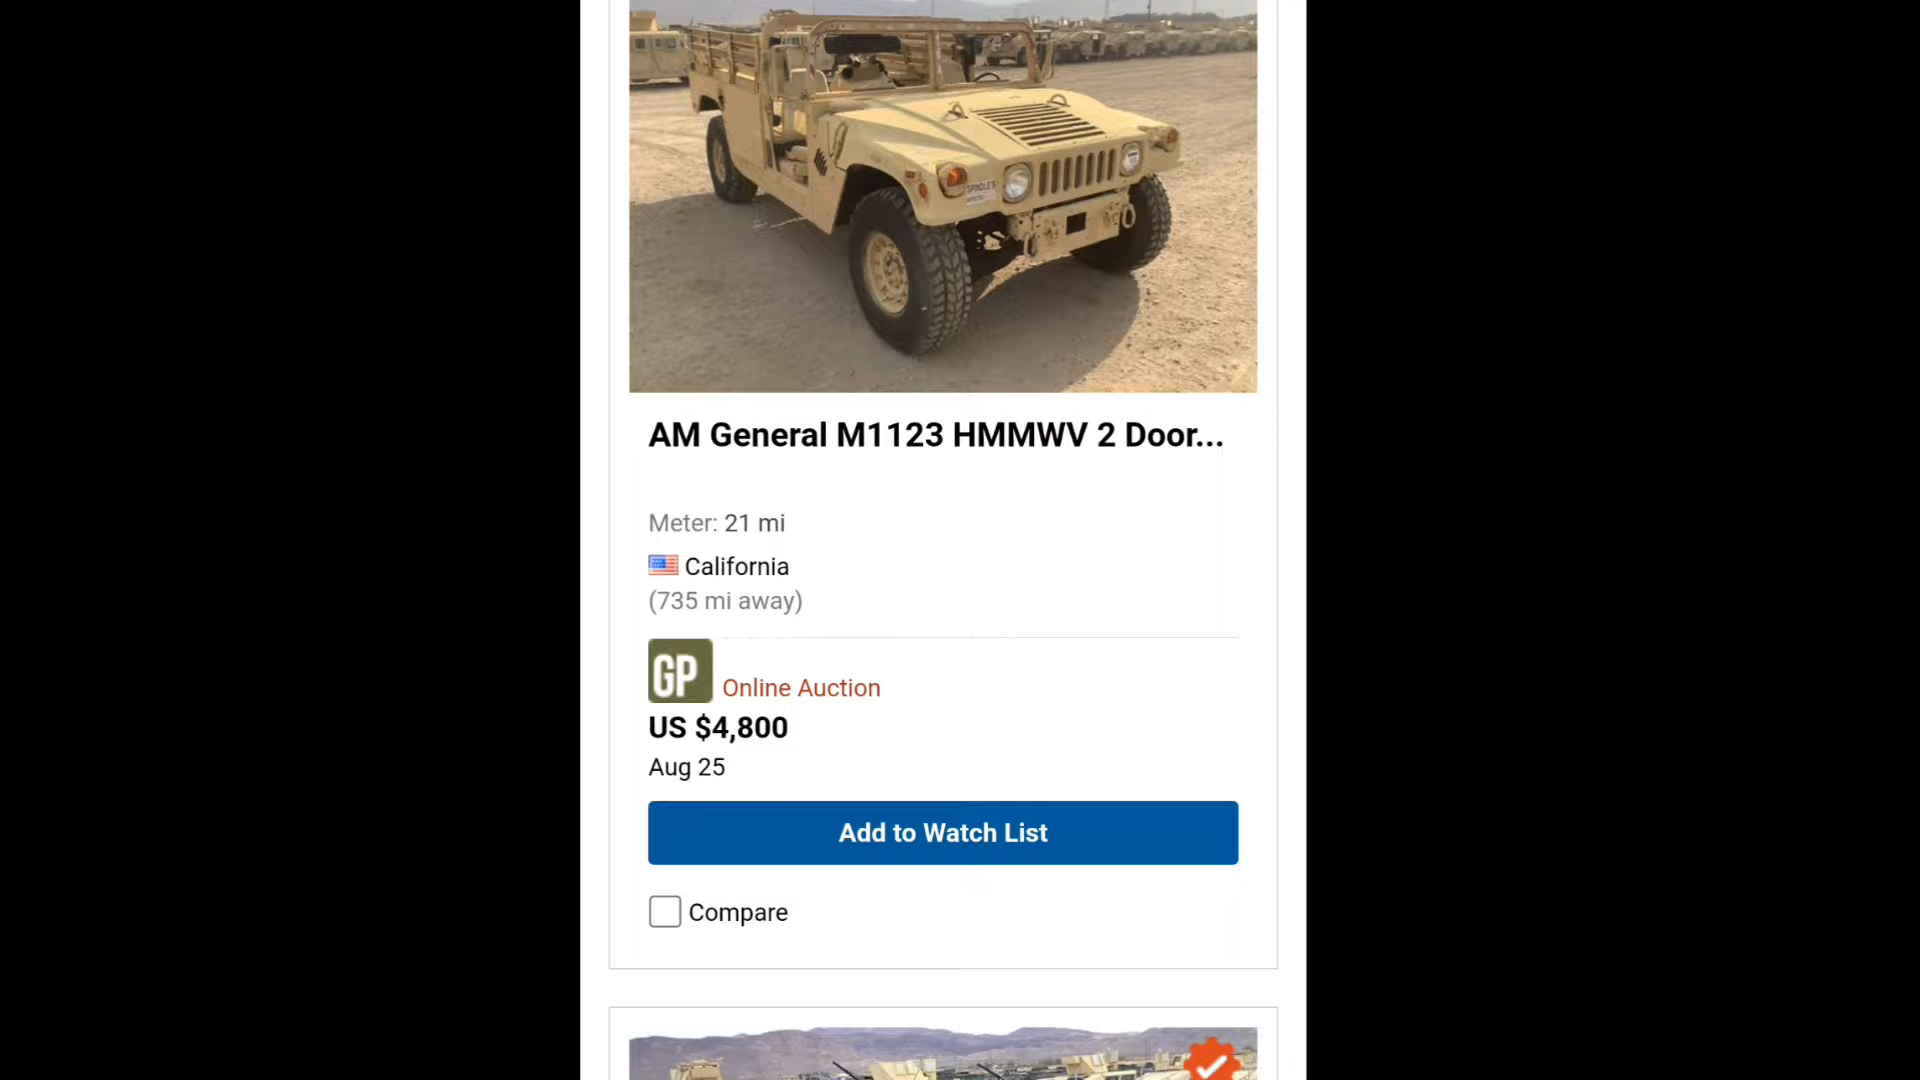 SPINDLE'S
AM General M1123 HMMWV 2 Door...
Meter: 21 mi
California
(735 mi away)
GP
Online Auction
US $4,800
Aug 25
Add to Watch List
Compare